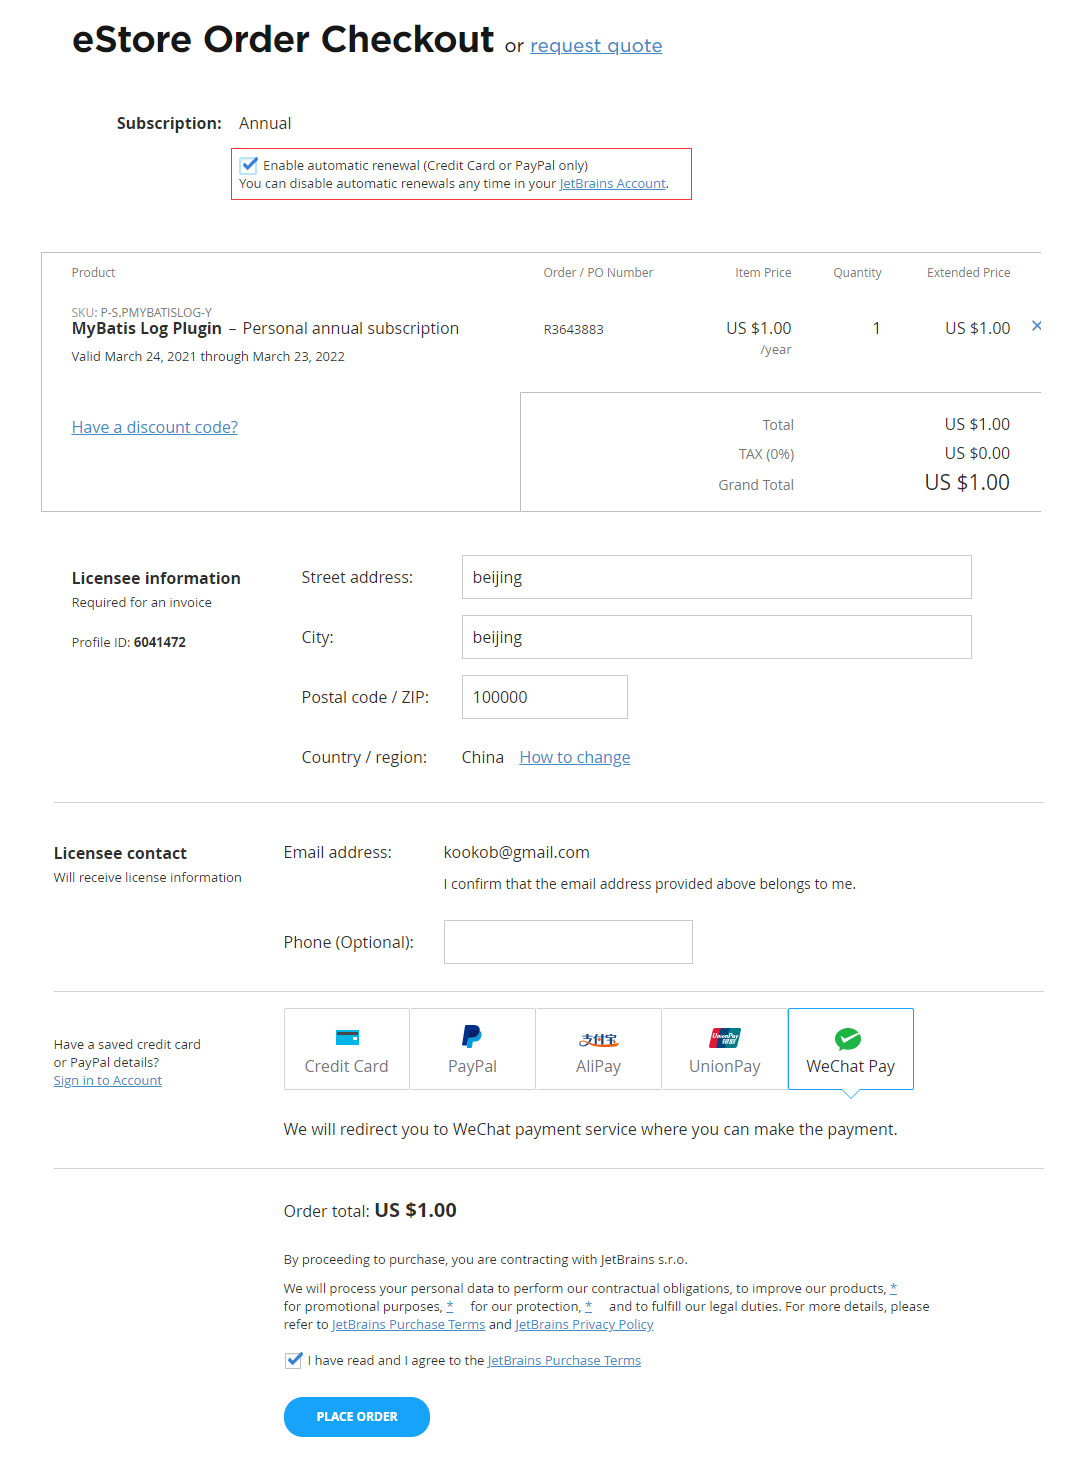 eStore Order Checkout or request quote
Subscription: Annual
Enable automatic renewal (Credit Card or PayPal only)
You can disable automatic renewals any time in your JetBrains Account.
Product Order / PO Number Item Price Quantity Extended Price
SKU: P-S.PMYBATISLOG-Y
MyBatis Log Plugin – Personal annual subscription R3643883 US $1.00 1 US $1.00 ×
/year
Valid March 24, 2021 through March 23, 2022
Have a discount code?
Total US $1.00
TAX (0%) US $0.00
Grand Total US $1.00
Licensee information
Required for an invoice
Profile ID: 6041472
Street address: beijing
City: beijing
Postal code / ZIP: 100000
Country / region: China How to change
Licensee contact
Will receive license information
Email address: kookob@gmail.com
I confirm that the email address provided above belongs to me.
Phone (Optional):
Have a saved credit card
or PayPal details?
Sign in to Account
Credit Card
PayPal
支付宝
AliPay
UnionPay
银联
UnionPay
WeChat Pay
We will redirect you to WeChat payment service where you can make the payment.
Order total: US $1.00
By proceeding to purchase, you are contracting with JetBrains s.r.o.
We will process your personal data to perform our contractual obligations, to improve our products, *
for promotional purposes, * for our protection, * and to fulfill our legal duties. For more details, please
refer to JetBrains Purchase Terms and JetBrains Privacy Policy
I have read and I agree to the JetBrains Purchase Terms
PLACE ORDER